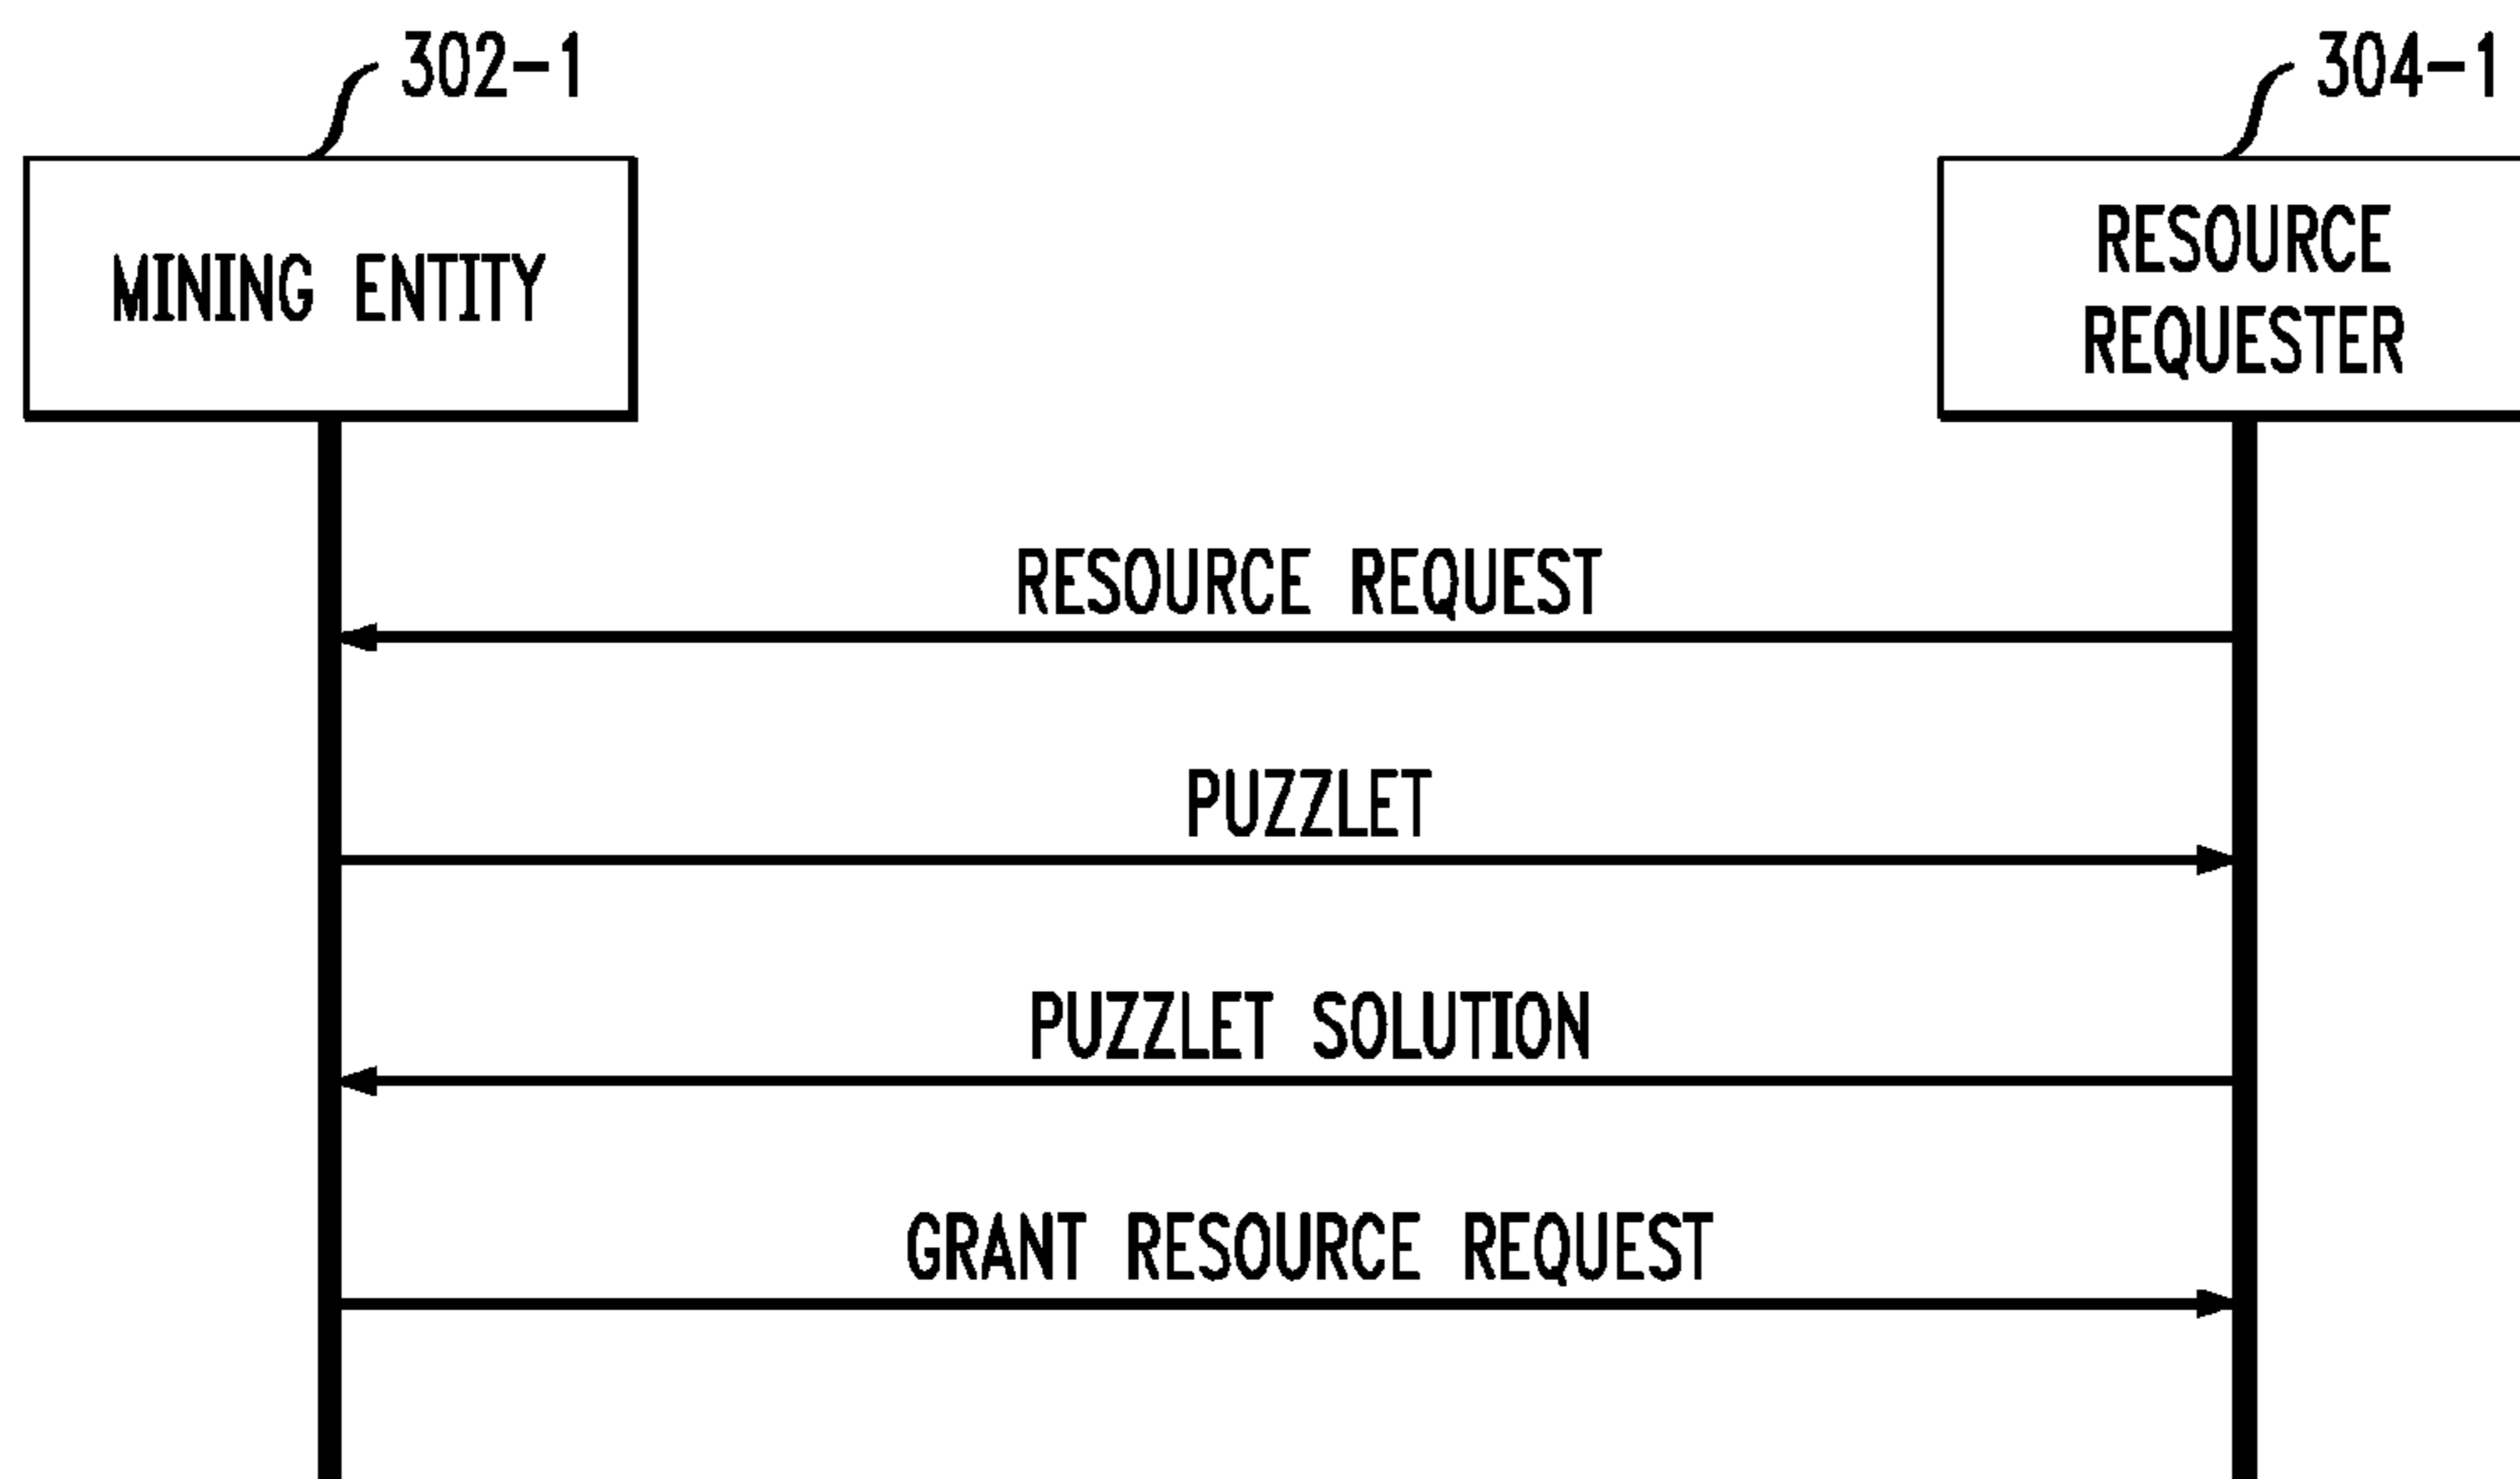 302-1
304-1
MINING ENTITY
RESOURCE
REQUESTER
RESOURCE REQUEST
PUZZLET
PUZZLET SOLUTION
GRANT RESOURCE REQUEST